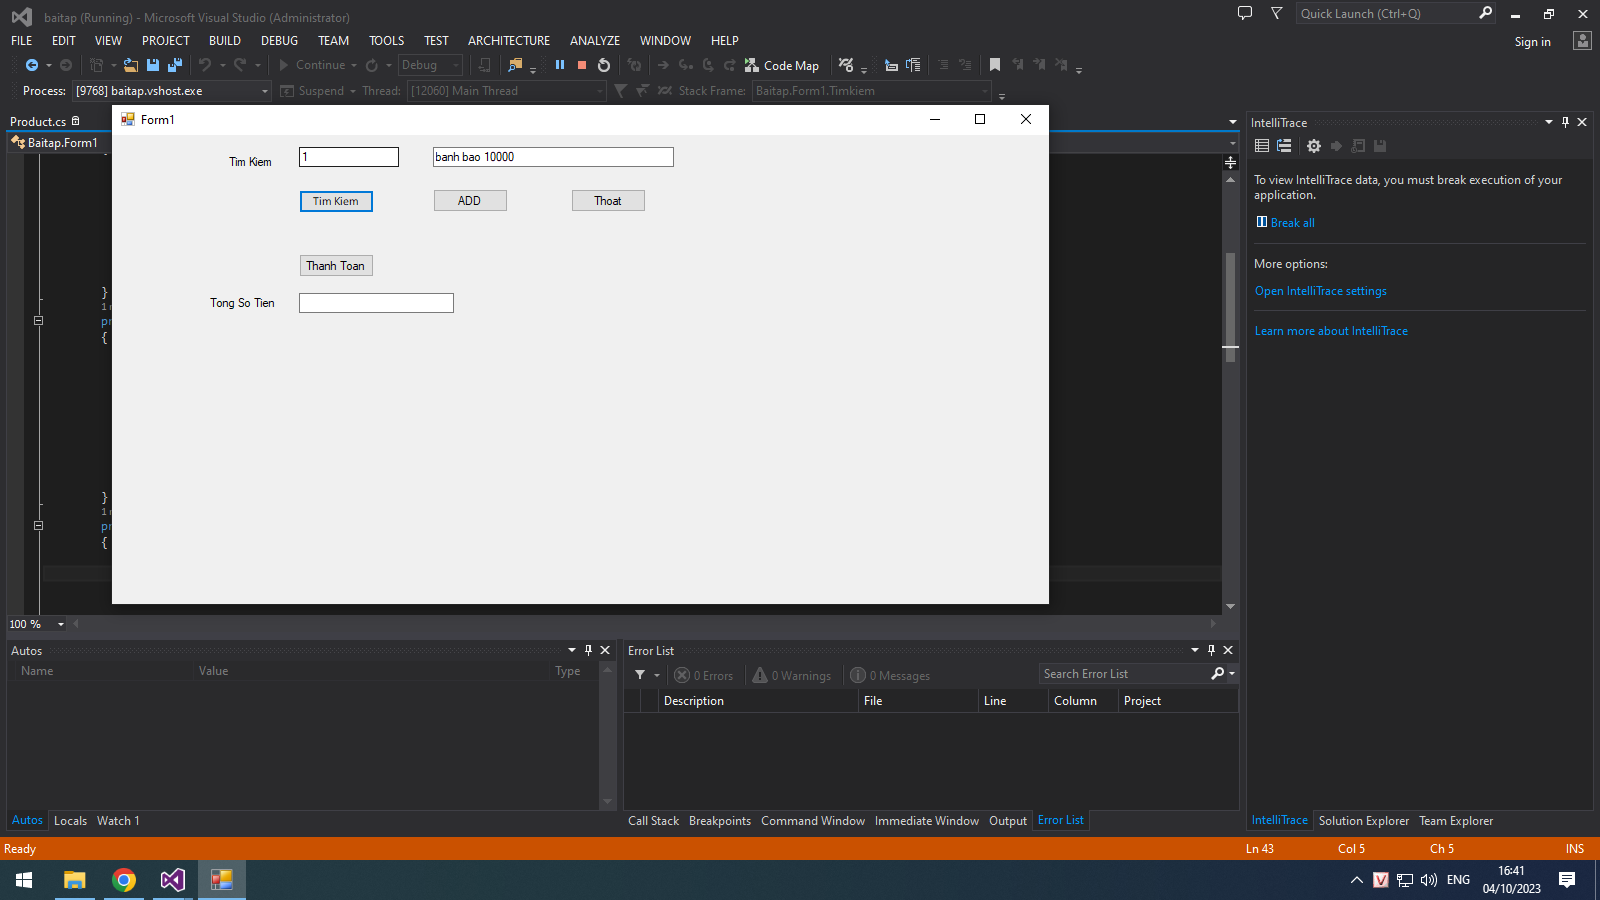 baitap (Running) - Microsoft Visual Studio (Administrator)
Quick Launch (Ctrl+Q)
FILE EDIT VIEW PROJECT BUILD DEBUG TEAM TOOLS TEST ARCHITECTURE ANALYZE WINDOW HELP
Sign in
Continue Debug Code Map
Process: [9768] baitap.vshost.exe Suspend Thread: [12060] Main Thread Stack Frame: Baitap.Form1.Timkiem
Product.cs
Baitap.Form1
Form1
Tim Kiem 1 banh bao 10000
Tim Kiem ADD Thoat
Thanh Toan
Tong So Tien
}
pr
{
}
pr
{
100 %
IntelliTrace
To view IntelliTrace data, you must break execution of your
application.
Break all
More options:
Open IntelliTrace settings
Learn more about IntelliTrace
Autos
Name Value Type
Autos Locals Watch 1
Error List
0 Errors 0 Warnings 0 Messages Search Error List
Description File Line Column Project
Call Stack Breakpoints Command Window Immediate Window Output Error List
IntelliTrace Solution Explorer Team Explorer
Ready Ln 43 Col 5 Ch 5 INS
V ENG 16:41
04/10/2023